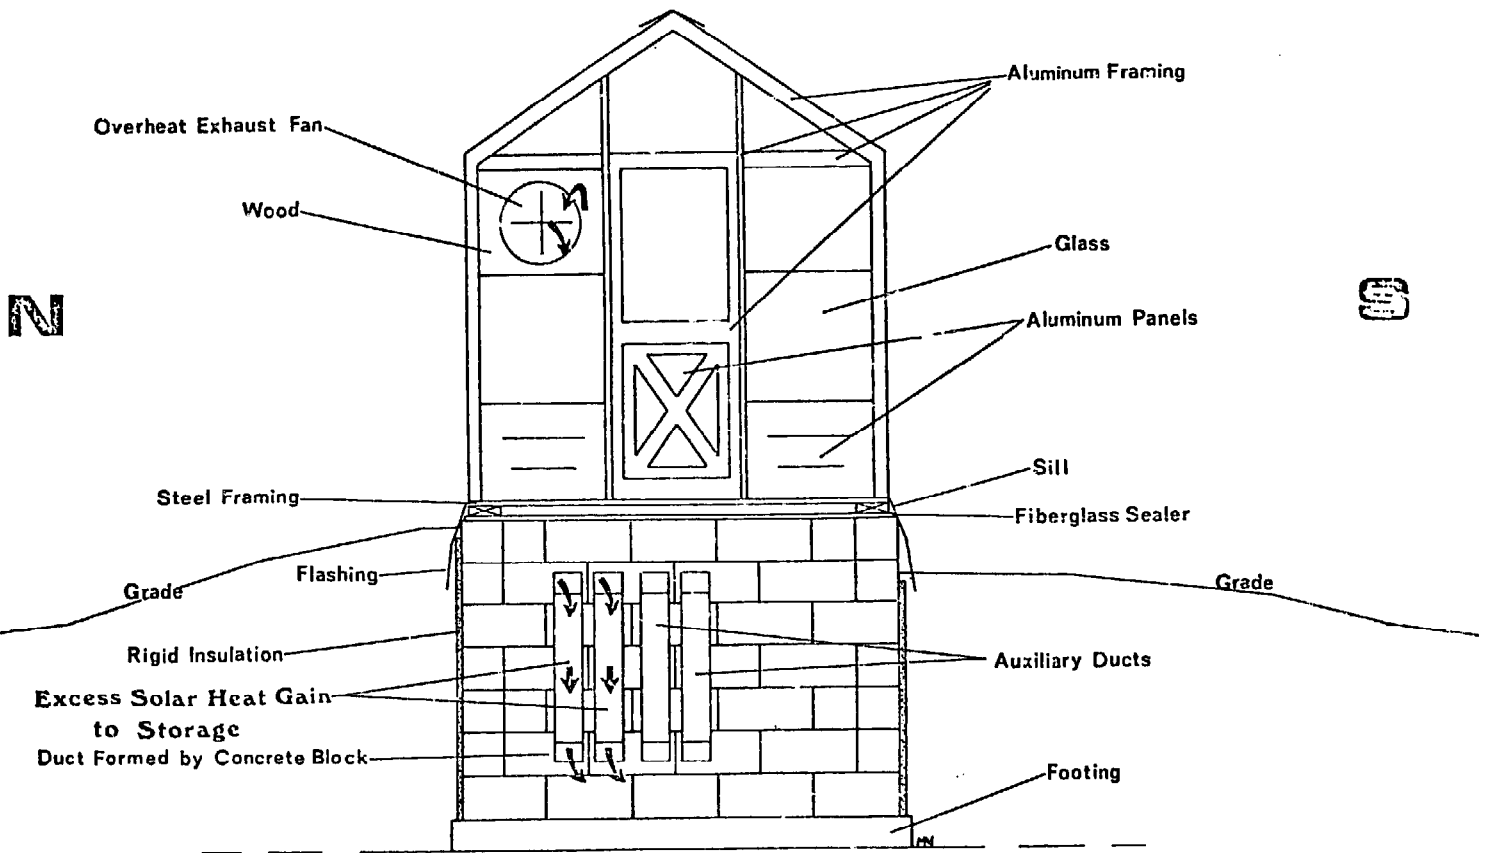 Aluminum Framing
Overheat Exhaust Fan
Wood
Glass
N
S
Aluminum Panels
Sill
Steel Framing
Fiberglass Sealer
Flashing
Grade
Grade
Rigid Insulation
Auxiliary Ducts
Excess Solar Heat Gain
to Storage
Duct Formed by Concrete Block
Footing